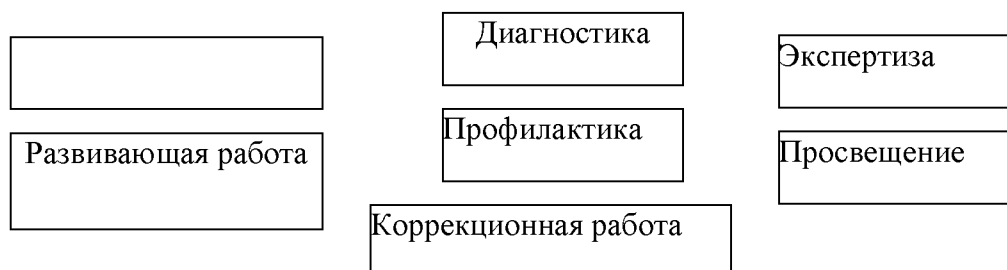 Диагностика
Экспертиза
Профилактика
Развивающая работа
Просвещение
Коррекционная работа